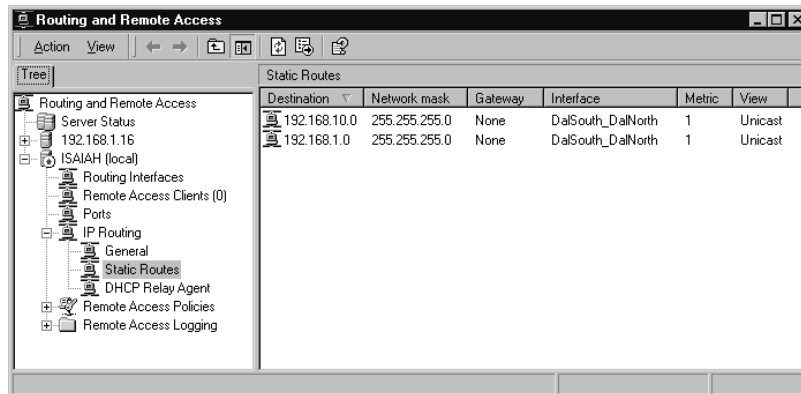 Routing and Remote Access
Action View
Tree
Static Routes
Routing and Remote Access
Server Status
192.168.1.16
ISAIAH (local)
Routing Interfaces
Remote Access Clients (0)
Ports
IP Routing
General
Static Routes
DHCP Relay Agent
Remote Access Policies
Remote Access Logging
Destination Network mask Gateway Interface Metric View
192.168.10.0 255.255.255.0 None DalSouth_DalNorth 1 Unicast
192.168.1.0 255.255.255.0 None DalSouth_DalNorth 1 Unicast